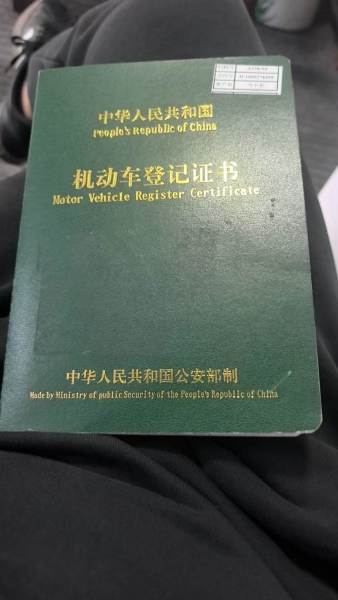 中华人民共和国
People's Republic of China
机动车登记证书
Motor Vehicle Register Certificate
中华人民共和国公安部制
Made by Ministry of public Security of the People's Republic of China